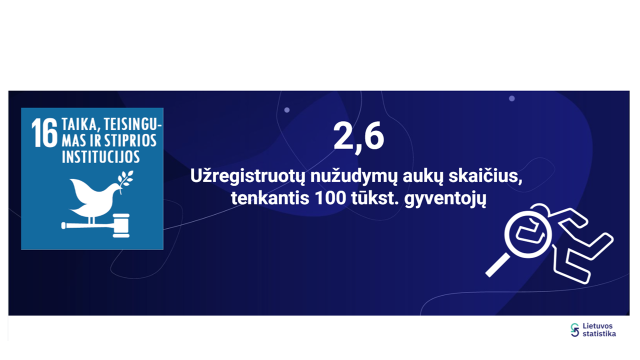 16 TAIKA, TEISINGU-
MAS IR STIPRIOS
INSTITUCIJOS
2,6
Užregistruotų nužudymų aukų skaičius,
tenkantis 100 tūkst. gyventojų
Lietuvos
statistika